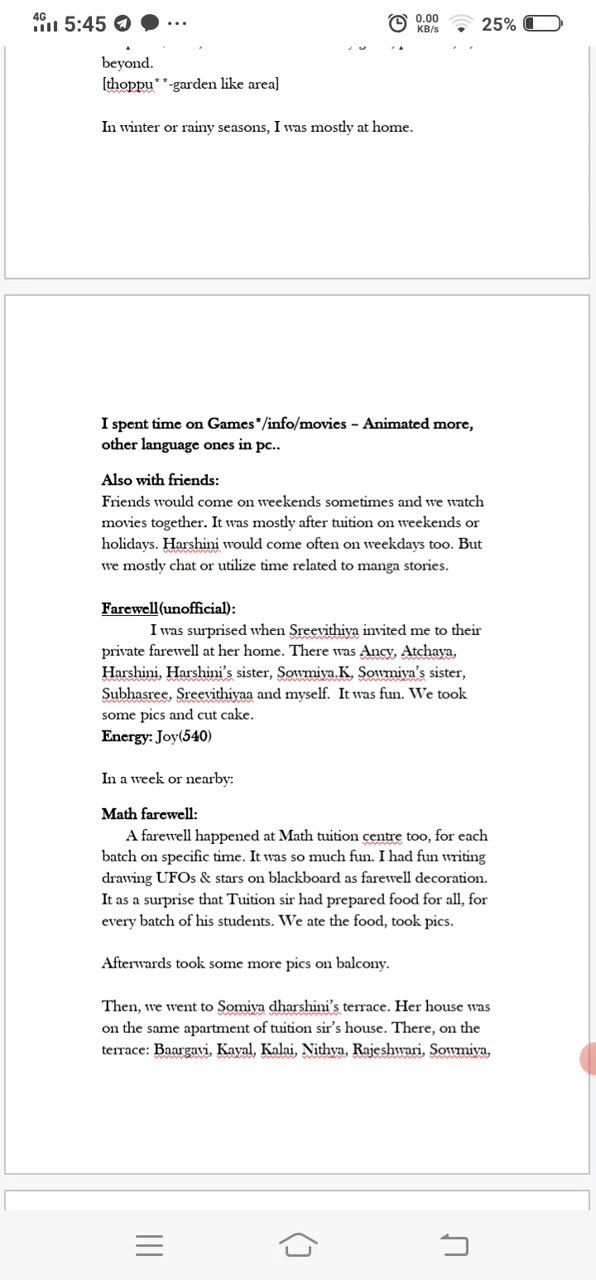 4G 5:45 ... 0.00 KB/s 25%
beyond.
[thoppu**-garden like area]
In winter or rainy seasons, I was mostly at home.
I spent time on Games*/info/movies – Animated more,
other language ones in pc..
Also with friends:
Friends would come on weekends sometimes and we watch
movies together. It was mostly after tuition on weekends or
holidays. Harshini would come often on weekdays too. But
we mostly chat or utilize time related to manga stories.
Farewell(unofficial):
I was surprised when Sreevithiya invited me to their
private farewell at her home. There was Ancy, Atchaya,
Harshini, Harshini's sister, Sowmiya.K, Sowmiya's sister,
Subhasree, Sreevithiyaa and myself. It was fun. We took
some pics and cut cake.
Energy: Joy(540)
In a week or nearby:
Math farewell:
A farewell happened at Math tuition centre too, for each
batch on specific time. It was so much fun. I had fun writing
drawing UFOs & stars on blackboard as farewell decoration.
It as a surprise that Tuition sir had prepared food for all, for
every batch of his students. We ate the food, took pics.
Afterwards took some more pics on balcony.
Then, we went to Somiya dharshini's terrace. Her house was
on the same apartment of tuition sir's house. There, on the
terrace: Baargavi, Kayal, Kalai, Nithya, Rajeshwari, Sowmiya,